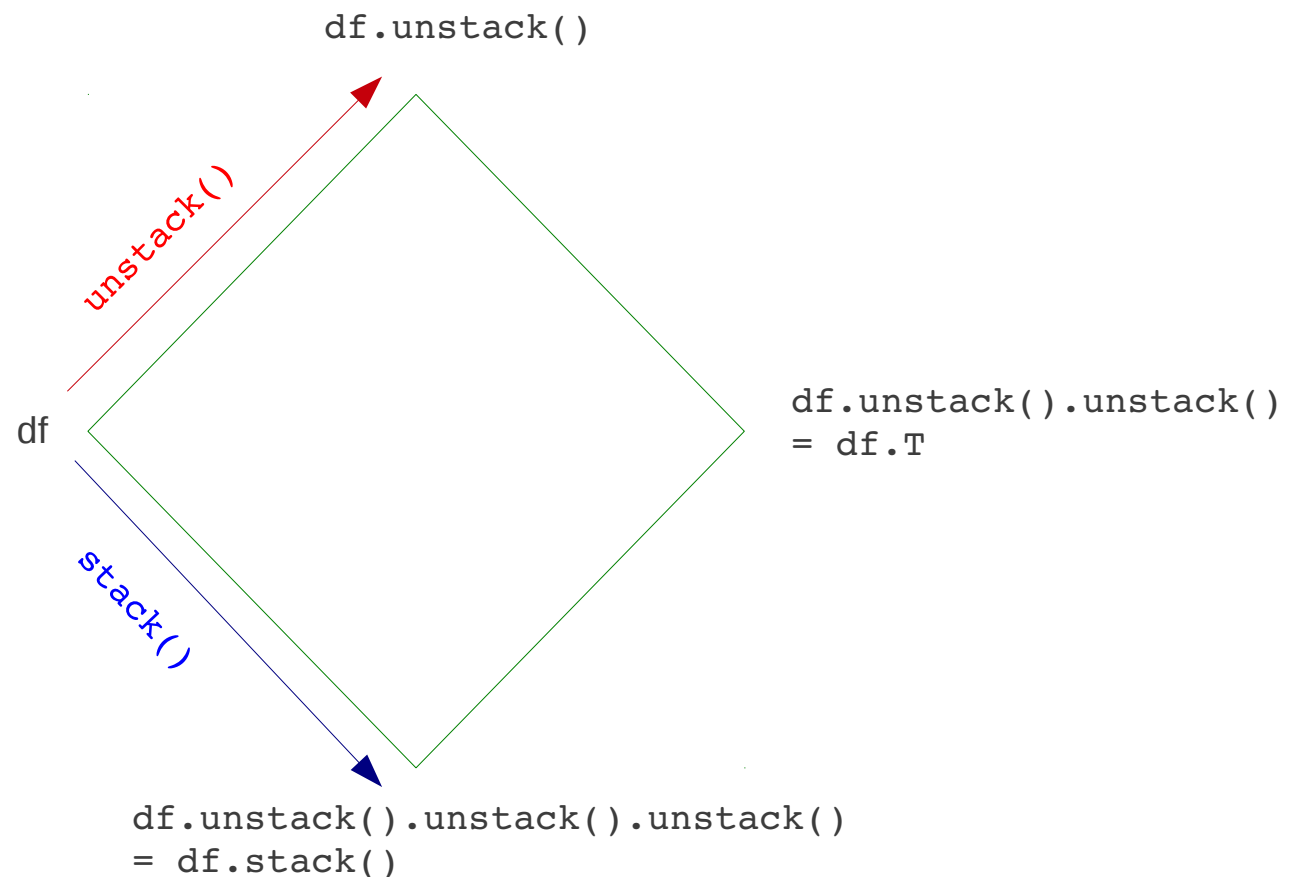 df.unstack()
unstack()
df
df.unstack().unstack()
= df.T
stack()
df.unstack().unstack().unstack()
= df.stack()